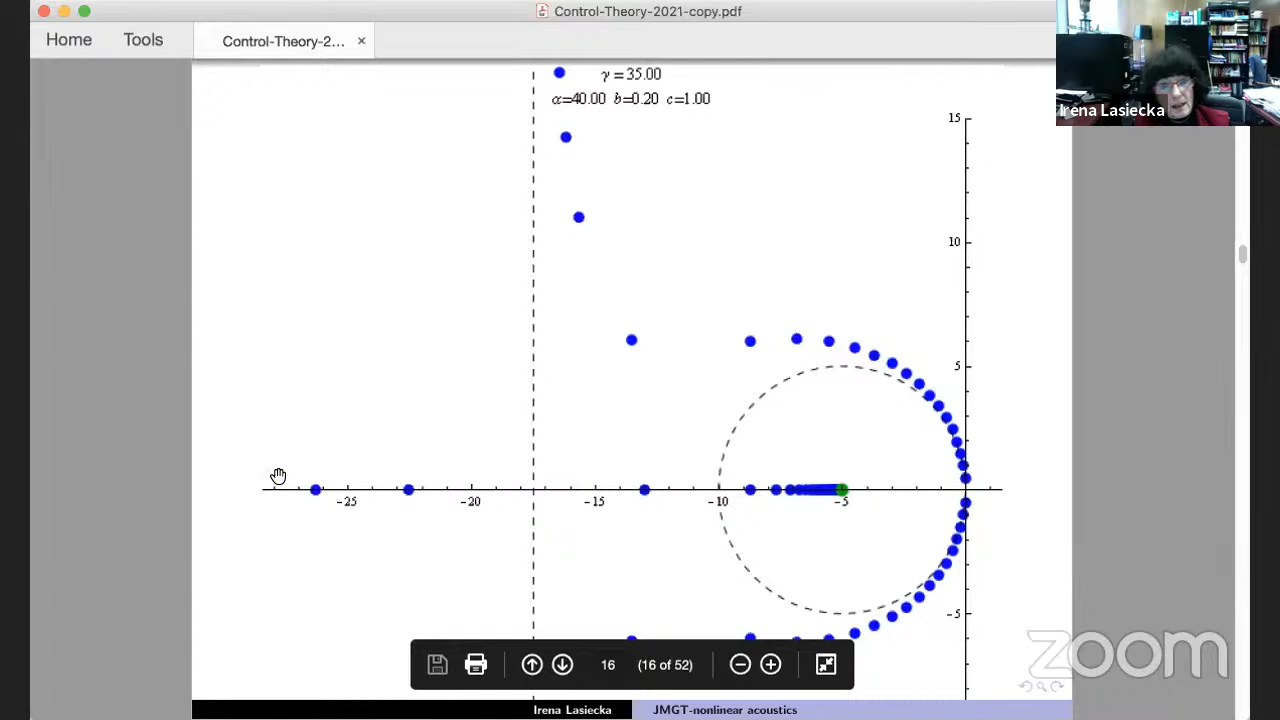 Control-Theory-2021-copy.pdf
Home
Tools
Control-Theory-2...
×
γ = 35.00
α=40.00 b=0.20 c=1.00
Irena Lasiecka
15
10
5
-25
-20
-15
-10
-5
-5
16
(16 of 52)
zoom
Irena Lasiecka
JMGT-nonlinear acoustics